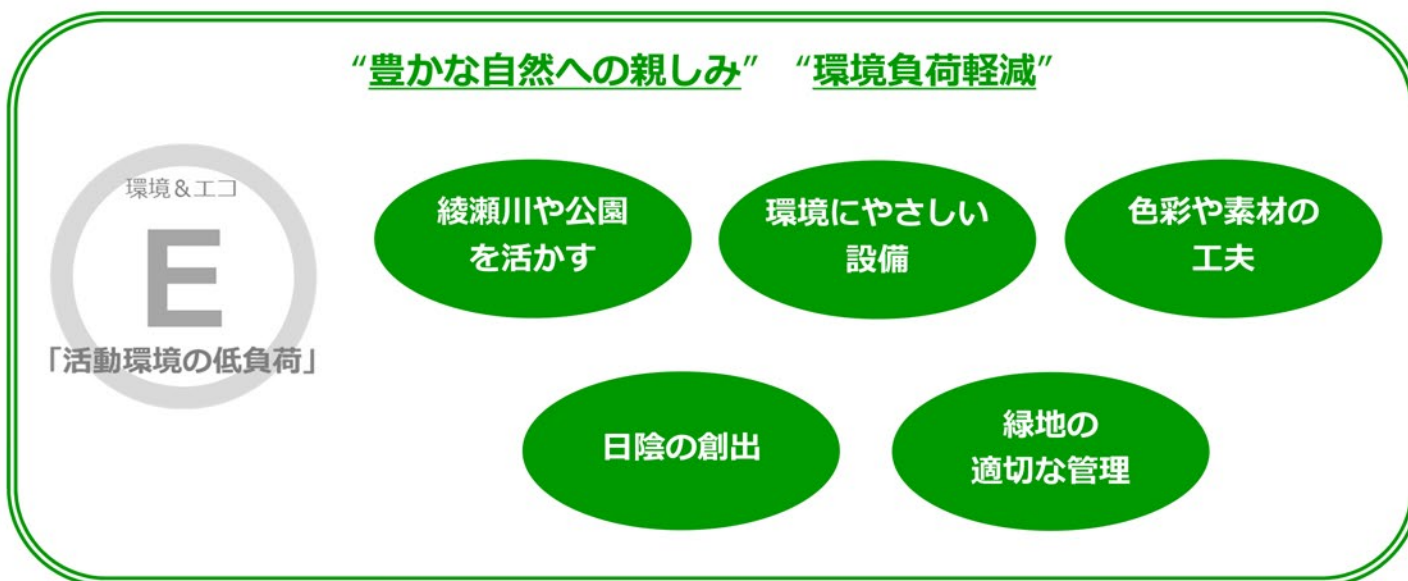 “豊かな自然への親しみ” “環境負荷軽減”
環境＆エコ
E
「活動環境の低負荷」
綾瀬川や公園
を活かす
環境にやさしい
設備
色彩や素材の
工夫
日陰の創出
緑地の
適切な管理